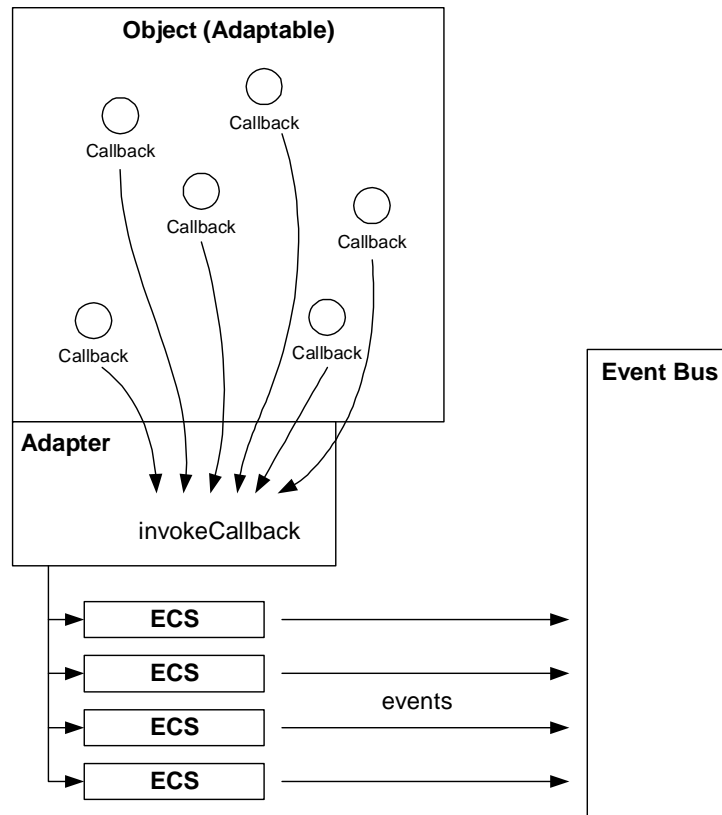 Object (Adaptable)
Callback
Callback
Callback
Callback
Callback
Callback
Event Bus
Adapter
invokeCallback
ECS
ECS
events
ECS
ECS